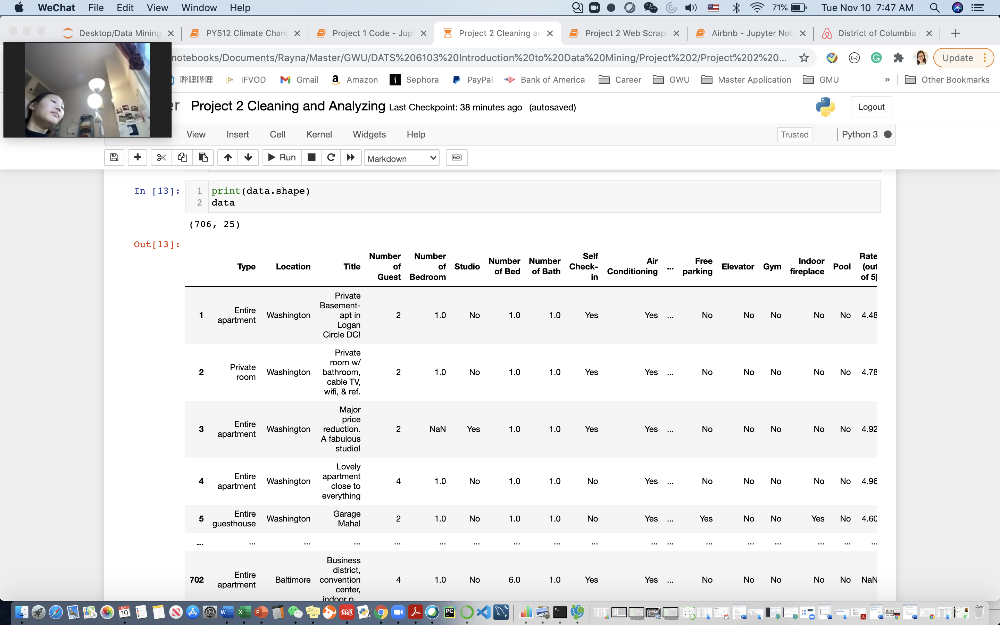 WeChat File Edit View Window Help 71% Tue Nov 10 7:47 AM
Desktop/Data Mining PY512 Climate Chang Project 1 Code - Jupy Project 2 Cleaning an Project 2 Web Scrapi Airbnb - Jupyter Not District of Columbia
notebooks/Documents/Rayna/Master/GWU/DATS%206103%20Introduction%20to%20Data%20Mining/Project%202/Project%202%20... Update
哔哩哔哩 IFVOD Gmail Amazon Sephora PayPal Bank of America Career GWU Master Application GMU » Other Bookmarks
er Project 2 Cleaning and Analyzing Last Checkpoint: 38 minutes ago (autosaved) Logout
View Insert Cell Kernel Widgets Help Trusted Python 3
Run Markdown
In [13]: 1 print(data.shape)
2 data
(706, 25)
Out[13]:
Type Location Title Number of Guest Number of Bedroom Studio Number of Bed Number of Bath Self Check-in Air Conditioning ... Free parking Elevator Gym Indoor fireplace Pool Rate (out of 5)
1 Entire apartment Washington Private Basement-apt in Logan Circle DC! 2 1.0 No 1.0 1.0 Yes Yes ... No No No No No 4.48
2 Private room Washington Private room w/ bathroom, cable TV, wifi, & ref. 2 1.0 No 1.0 1.0 Yes Yes ... No No No No No 4.78
3 Entire apartment Washington Major price reduction. A fabulous studio! 2 NaN Yes 1.0 1.0 Yes Yes ... No No No No No 4.92
4 Entire apartment Washington Lovely apartment close to everything 4 1.0 No 1.0 1.0 No Yes ... No No No No No 4.96
5 Entire guesthouse Washington Garage Mahal 2 1.0 No 1.0 1.0 No Yes ... Yes No No Yes No 4.60
... ... ... ... ... ... ... ... ... ... ... ... ... ... ... ... ... ...
702 Entire apartment Baltimore Business district, convention center, indoor p... 4 1.0 No 6.0 1.0 Yes Yes ... No No No No No NaN
NOV 10 W X P 有道 PC